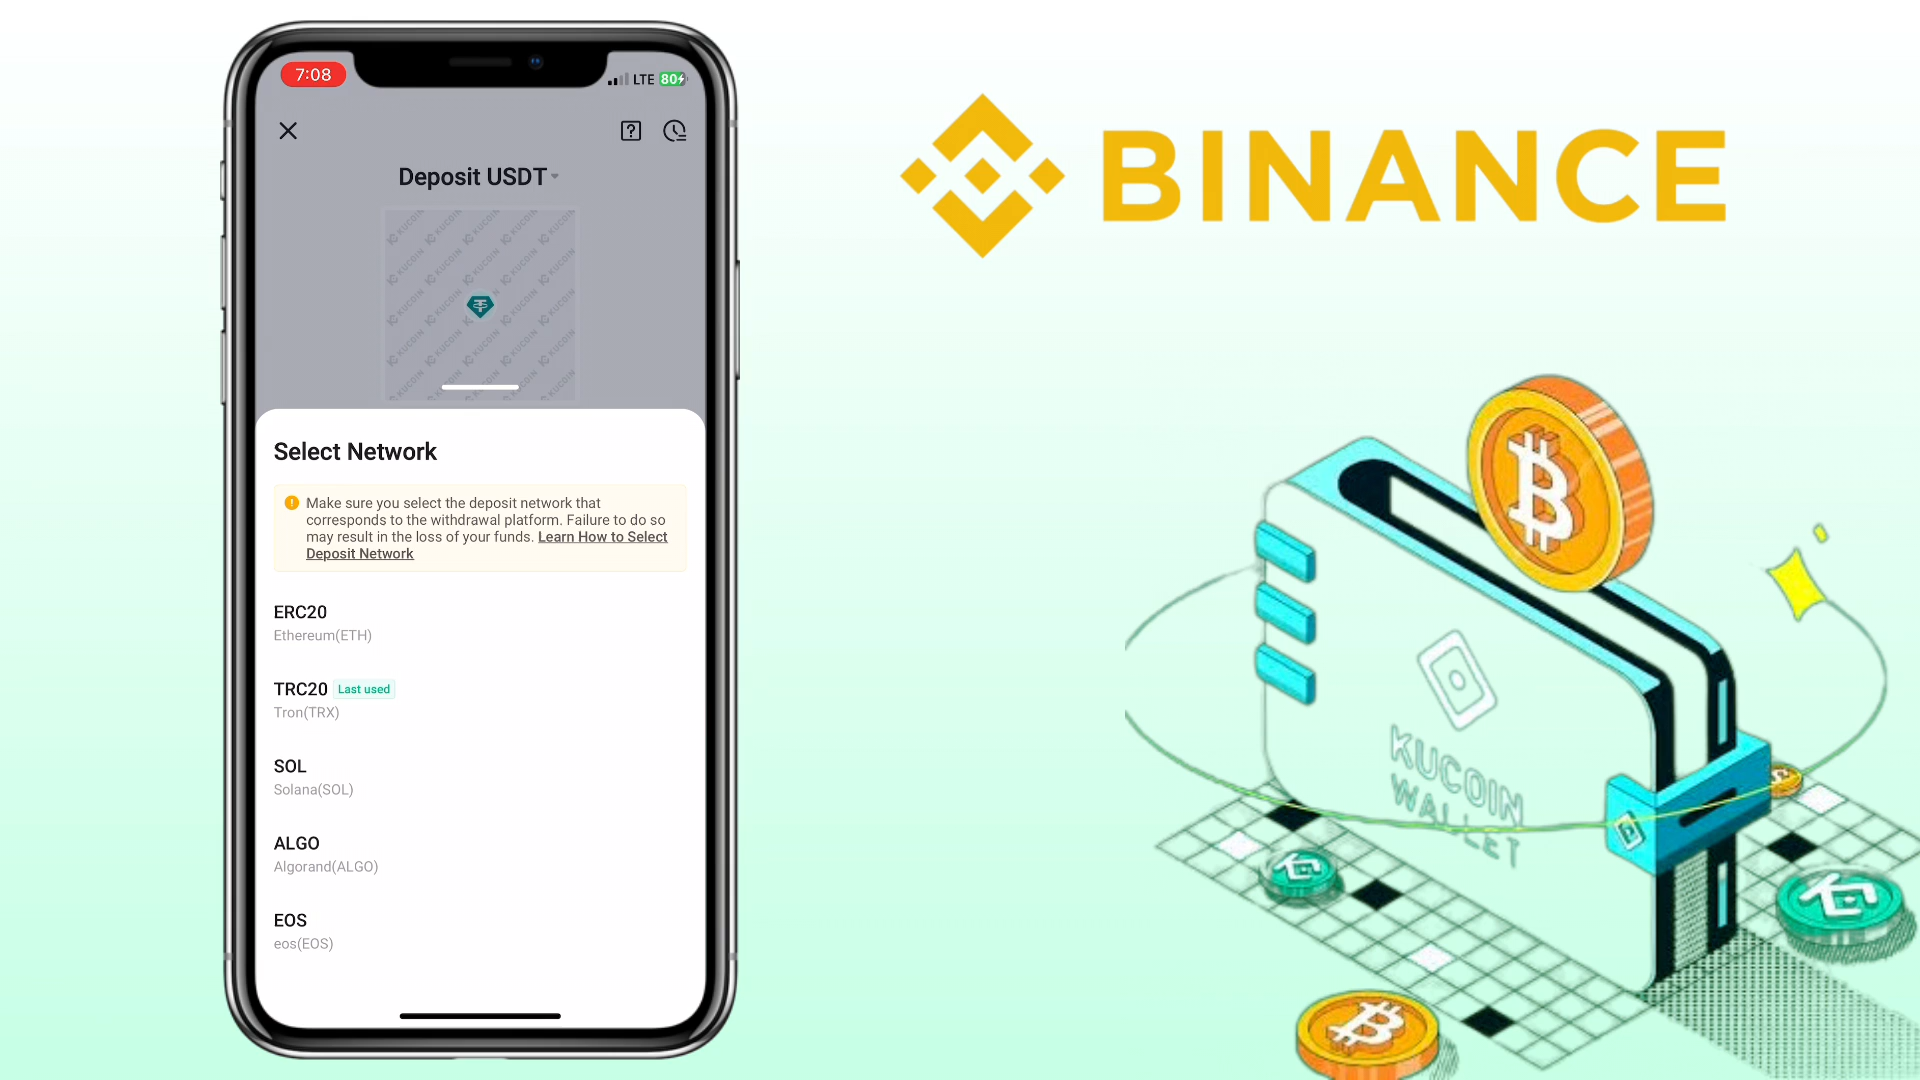 7:08
LTE 80
Deposit USDT
KUCOIN
Select Network
Make sure you select the deposit network that
corresponds to the withdrawal platform. Failure to do so
may result in the loss of your funds. Learn How to Select
Deposit Network
ERC20
Ethereum(ETH)
TRC20 Last used
Tron(TRX)
SOL
Solana(SOL)
ALGO
Algorand(ALGO)
EOS
eos(EOS)
BINANCE
KUCOIN
WALLET